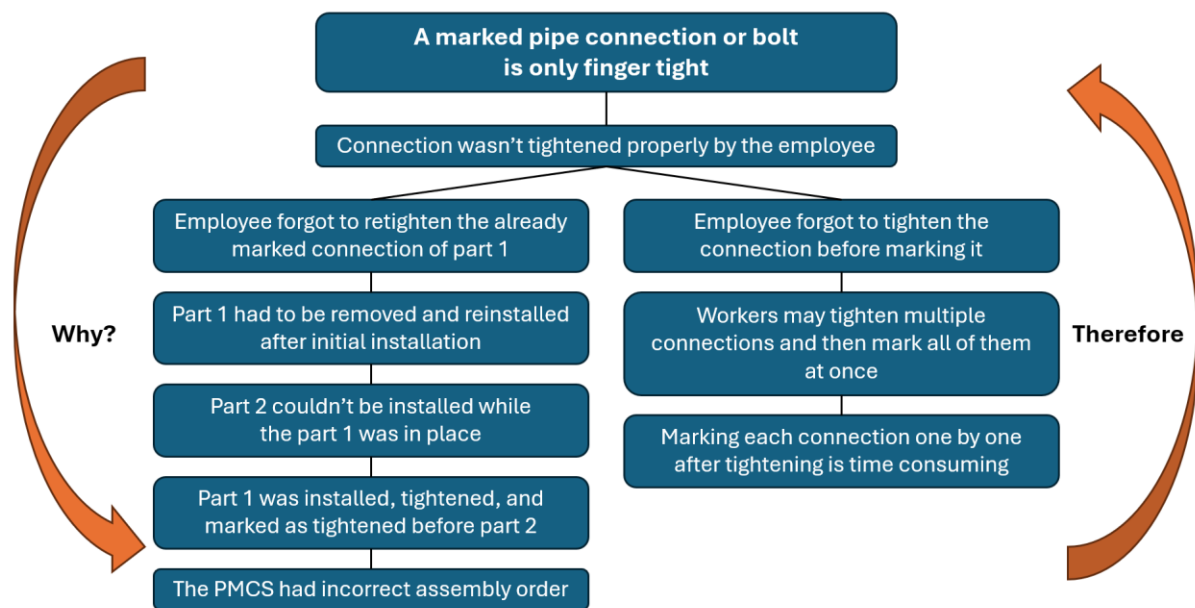 A marked pipe connection or bolt
is only finger tight
Connection wasn't tightened properly by the employee
Employee forgot to retighten the already
marked connection of part 1
Part 1 had to be removed and reinstalled
after initial installation
Part 2 couldn't be installed while
the part 1 was in place
Part 1 was installed, tightened, and
marked as tightened before part 2
The PMCS had incorrect assembly order
Employee forgot to tighten the
connection before marking it
Workers may tighten multiple
connections and then mark all of them
at once
Marking each connection one by one
after tightening is time consuming
Why?
Therefore